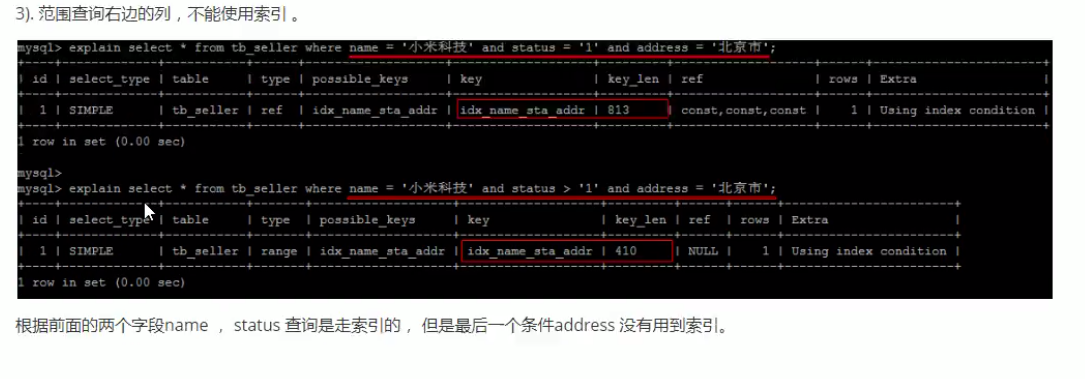 3). 范围查询右边的列，不能使用索引 。
mysql> explain select * from tb_seller where name = '小米科技' and status = '1' and address = '北京市';
| id | select_type | table | type | possible_keys | key | key_len | ref | rows | Extra |
| 1 | SIMPLE | tb_seller | ref | idx_name_sta_addr | idx_name_sta_addr | 813 | const,const,const | 1 | Using index condition |
1 row in set (0.00 sec)
mysql>
mysql> explain select * from tb_seller where name = '小米科技' and status > '1' and address = '北京市';
| id | select_type | table | type | possible_keys | key | key_len | ref | rows | Extra |
| 1 | SIMPLE | tb_seller | range | idx_name_sta_addr | idx_name_sta_addr | 410 | NULL | 1 | Using index condition |
1 row in set (0.00 sec)
根据前面的两个字段name ， status 查询是走索引的， 但是最后一个条件address 没有用到索引。